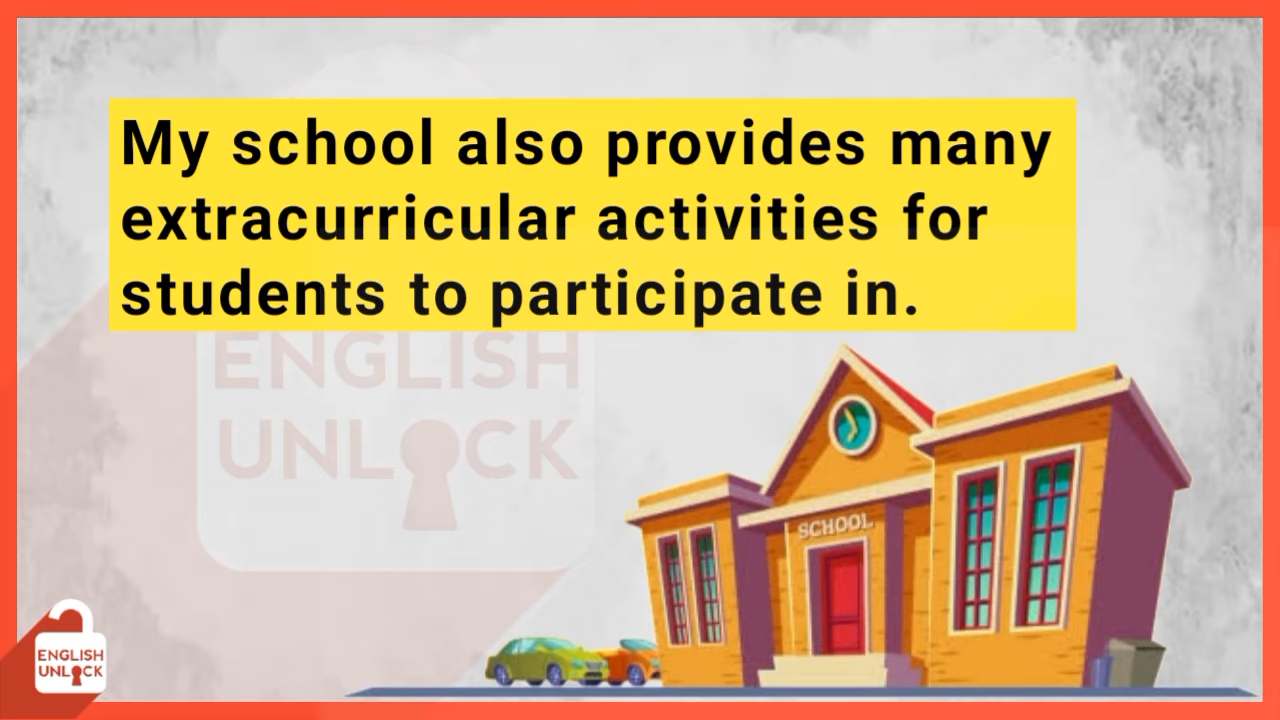 My school also provides many
extracurricular activities for
students to participate in.
ENGLISH
UNLOCK
SCHOOL
ENGLISH
UNLOCK